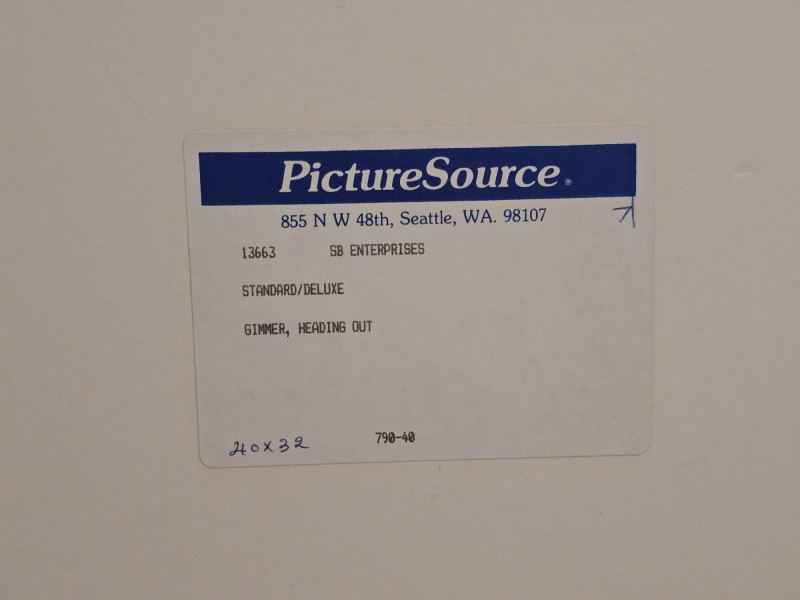 PictureSource®
855 N W 48th, Seattle, WA. 98107
13663 SB ENTERPRISES
STANDARD/DELUXE
GIMMER, HEADING OUT
40x32 790-40